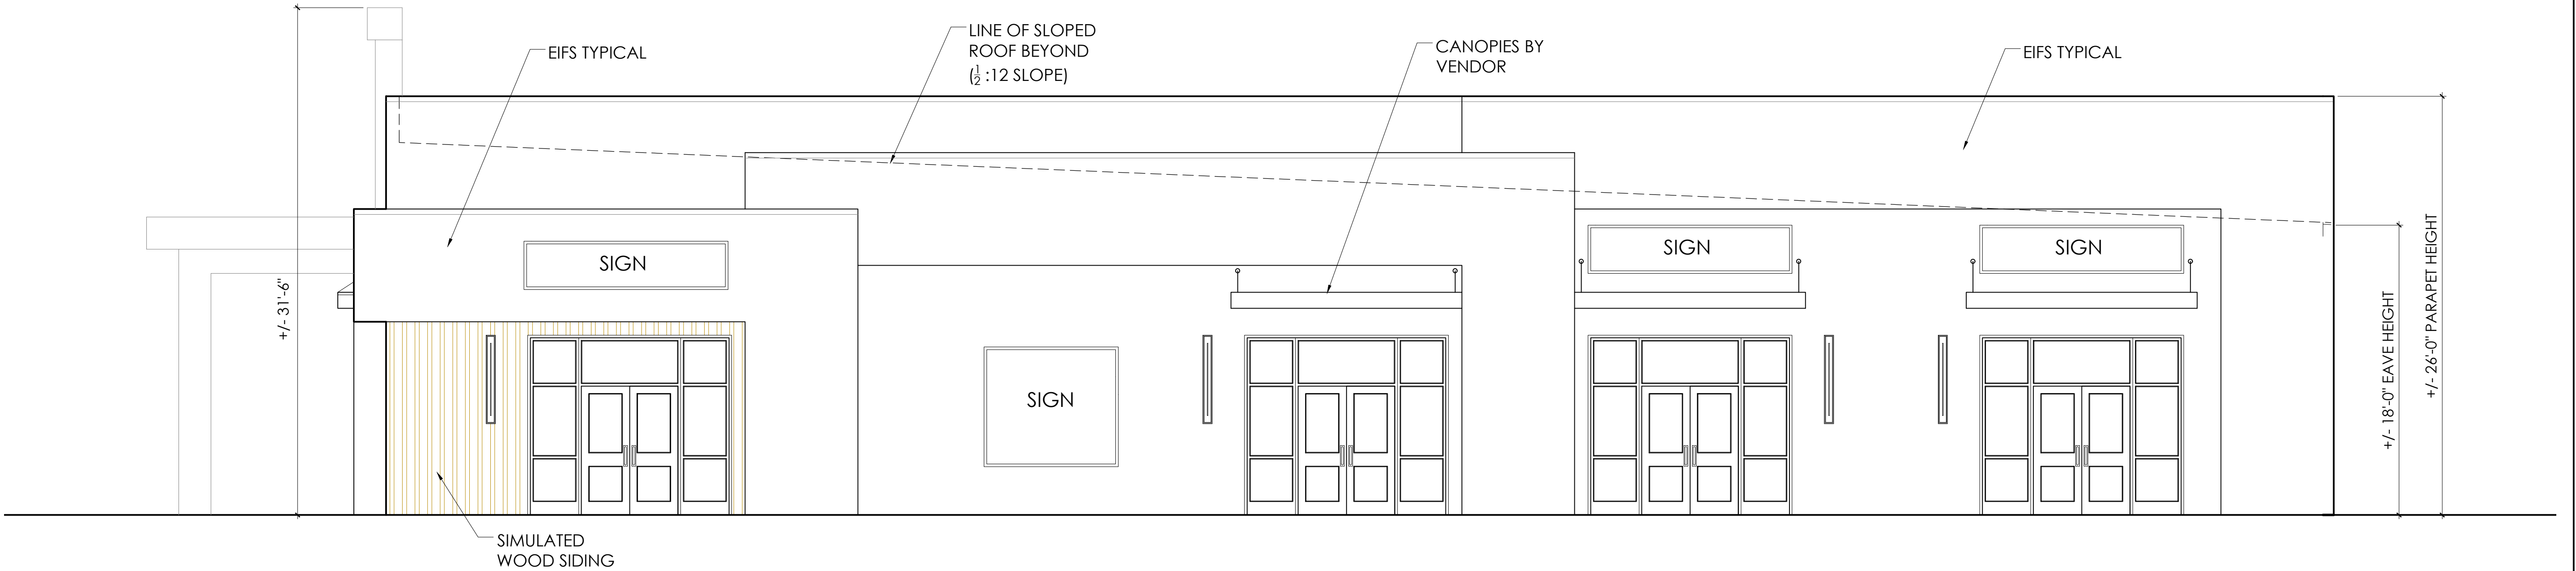 LINE OF SLOPED
ROOF BEYOND
(1/2 :12 SLOPE)
EIFS TYPICAL
CANOPIES BY
VENDOR
EIFS TYPICAL
SIGN
SIGN
SIGN
SIGN
+/- 31'-6"
+/- 18'-0" EAVE HEIGHT
+/- 26'-0" PARAPET HEIGHT
SIMULATED
WOOD SIDING